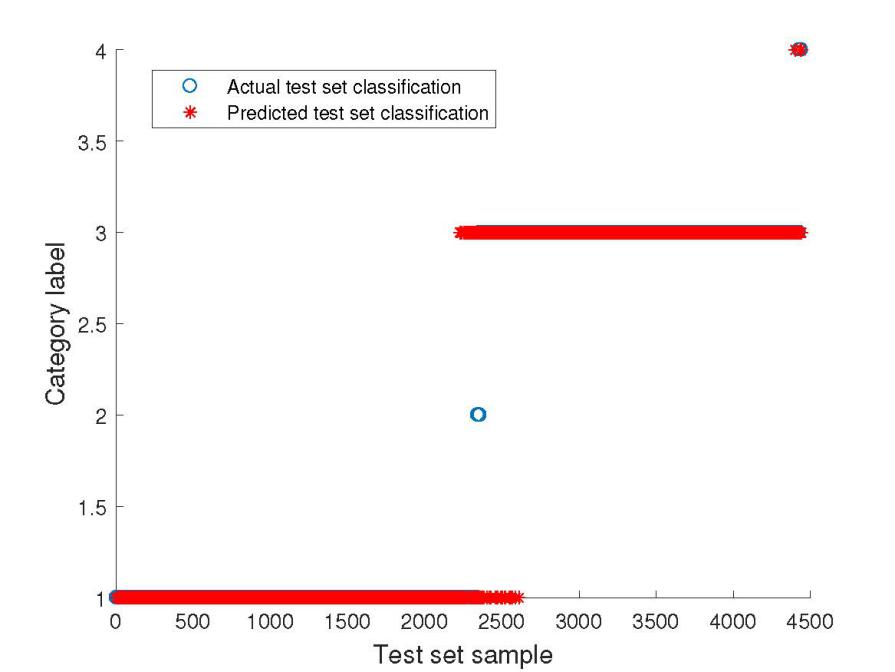 4
Actual test set classification
Predicted test set classification
3.5
3
2.5
2
1.5
1
Category label
0 500 1000 1500 2000 2500 3000 3500 4000 4500
Test set sample